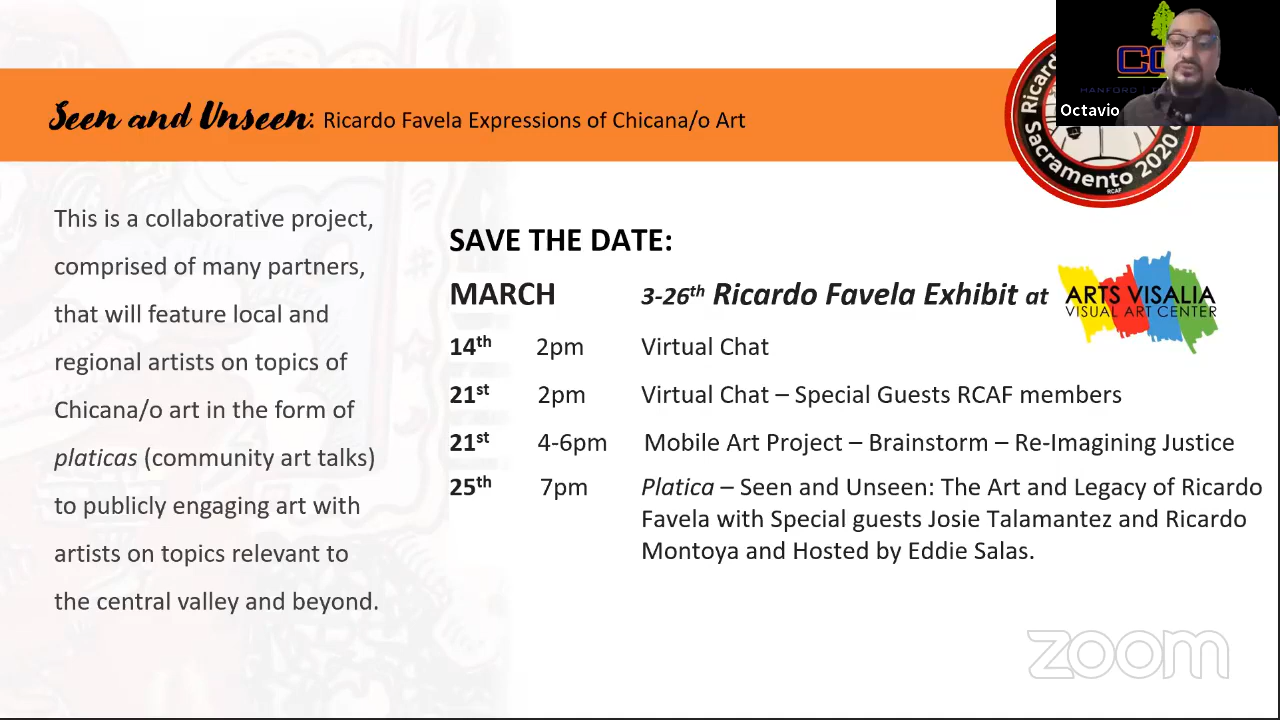 Seen and Unseen: Ricardo Favela Expressions of Chicana/o Art
Octavio
Ricardo
Sacramento 2020
RCAF
HANFORD
This is a collaborative project,
comprised of many partners,
that will feature local and
regional artists on topics of
Chicana/o art in the form of
platicas (community art talks)
to publicly engaging art with
artists on topics relevant to
the central valley and beyond.
SAVE THE DATE:
MARCH 3-26th Ricardo Favela Exhibit at
ARTS VISALIA
VISUAL ART CENTER
14th 2pm Virtual Chat
21st 2pm Virtual Chat – Special Guests RCAF members
21st 4-6pm Mobile Art Project – Brainstorm – Re-Imagining Justice
25th 7pm Platica – Seen and Unseen: The Art and Legacy of Ricardo
Favela with Special guests Josie Talamantez and Ricardo
Montoya and Hosted by Eddie Salas.
zoom